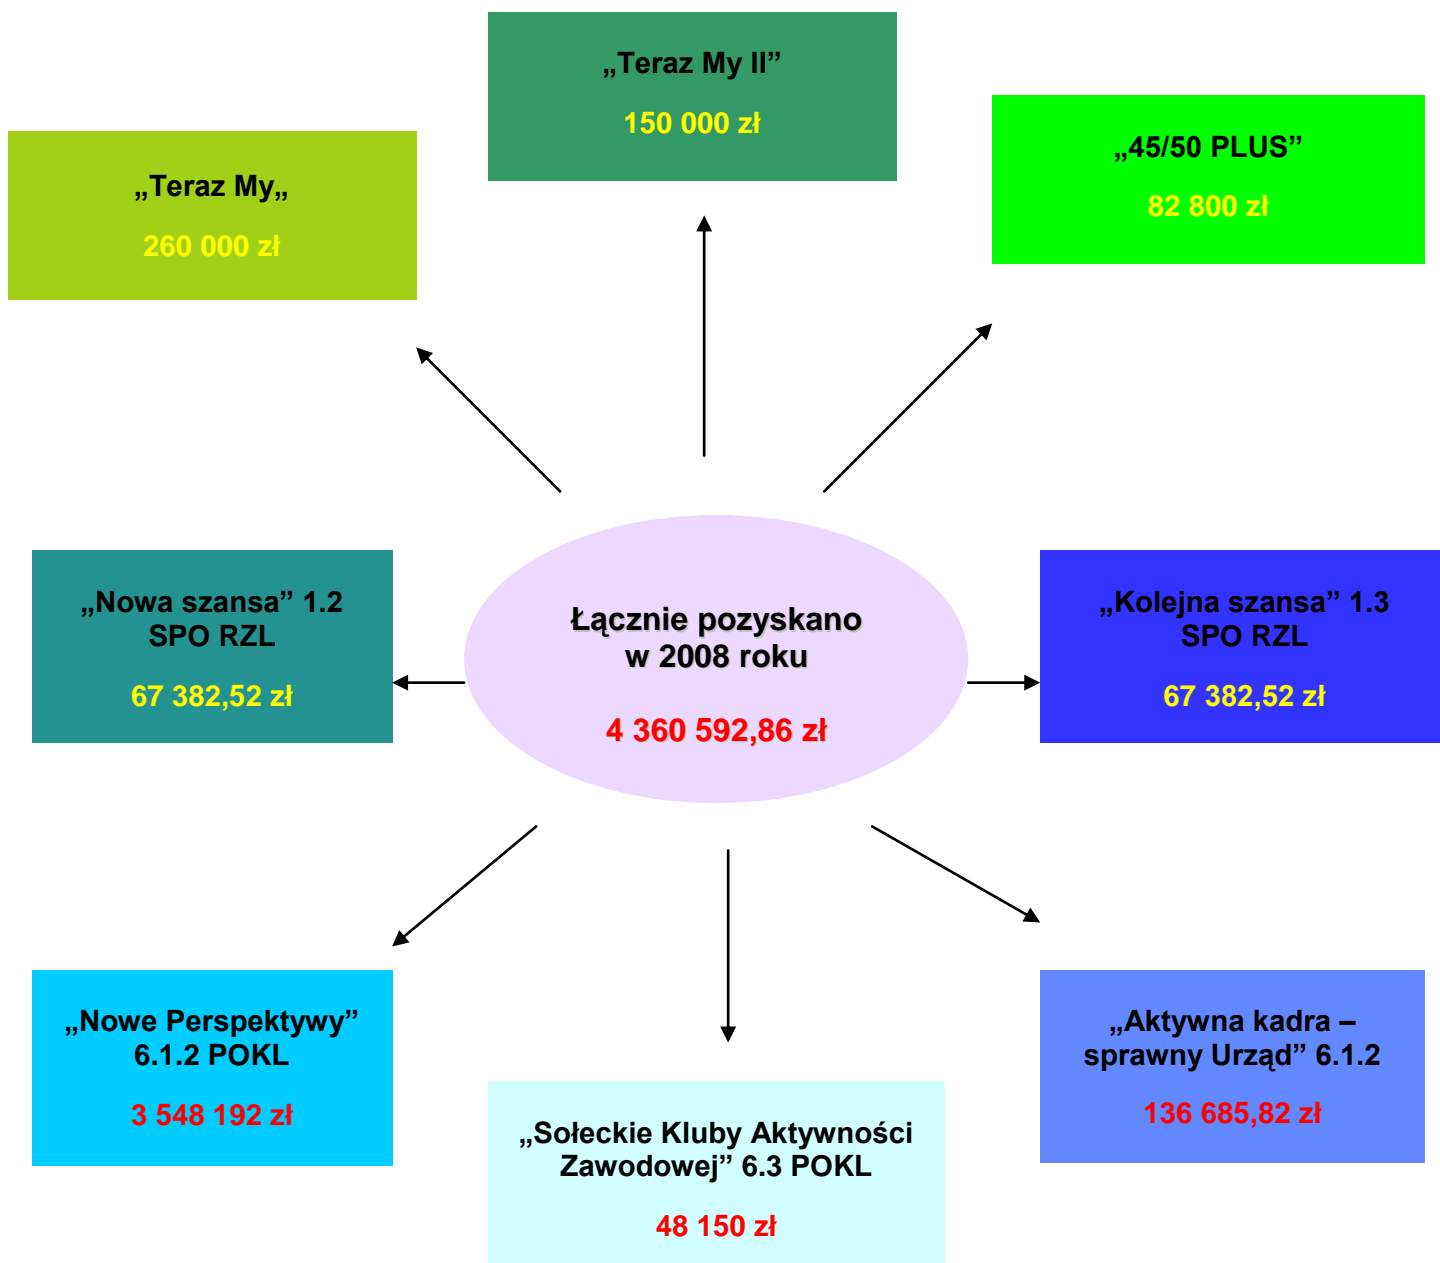 „Teraz My II”
150 000 zł
„45/50 PLUS”
82 800 zł
„Teraz My„
260 000 zł
„Nowa szansa” 1.2
SPO RZL
67 382,52 zł
Łącznie pozyskano
w 2008 roku
4 360 592,86 zł
„Kolejna szansa” 1.3
SPO RZL
67 382,52 zł
„Nowe Perspektywy”
6.1.2 POKL
3 548 192 zł
„Sołeckie Kluby Aktywności
Zawodowej” 6.3 POKL
48 150 zł
„Aktywna kadra –
sprawny Urząd” 6.1.2
136 685,82 zł